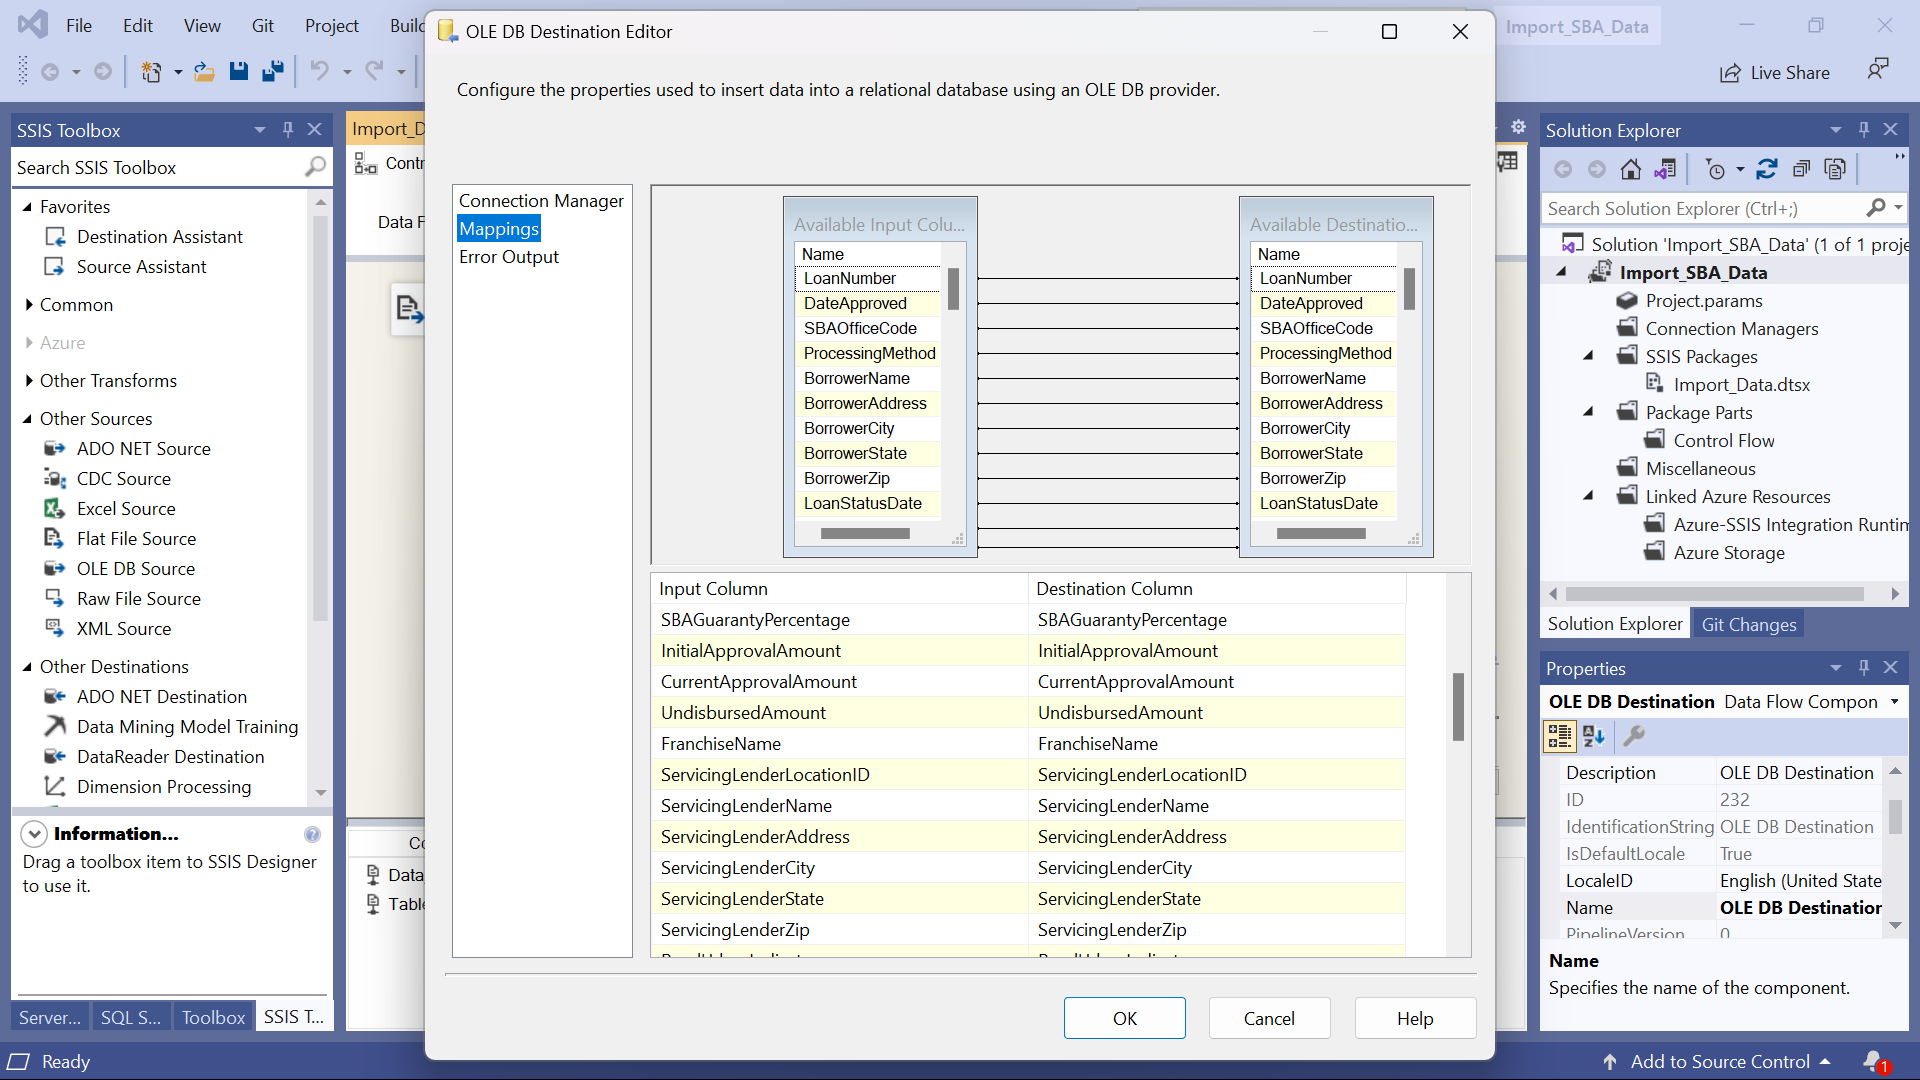 File
Edit
View
Git
Project
Import_SBA_Data
Live Share
OLE DB Destination Editor
Configure the properties used to insert data into a relational database using an OLE DB provider.
SSIS Toolbox
Search SSIS Toolbox
Favorites
Destination Assistant
Source Assistant
Common
Azure
Other Transforms
Other Sources
ADO NET Source
CDC Source
Excel Source
Flat File Source
OLE DB Source
Raw File Source
XML Source
Other Destinations
ADO NET Destination
Data Mining Model Training
DataReader Destination
Dimension Processing
Information...
Drag a toolbox item to SSIS Designer
to use it.
Server...
SQL S...
Toolbox
SSIS T...
Import_D
Contr
Data F
Data
Connection Manager
Mappings
Error Output
Available Input Colu...
Name
LoanNumber
DateApproved
SBAOfficeCode
ProcessingMethod
BorrowerName
BorrowerAddress
BorrowerCity
BorrowerState
BorrowerZip
LoanStatusDate
Available Destinatio...
Name
LoanNumber
DateApproved
SBAOfficeCode
ProcessingMethod
BorrowerName
BorrowerAddress
BorrowerCity
BorrowerState
BorrowerZip
LoanStatusDate
Input Column Destination Column
SBAGuarantyPercentage SBAGuarantyPercentage
InitialApprovalAmount InitialApprovalAmount
CurrentApprovalAmount CurrentApprovalAmount
UndisbursedAmount UndisbursedAmount
FranchiseName FranchiseName
ServicingLenderLocationID ServicingLenderLocationID
ServicingLenderName ServicingLenderName
ServicingLenderAddress ServicingLenderAddress
ServicingLenderCity ServicingLenderCity
ServicingLenderState ServicingLenderState
ServicingLenderZip ServicingLenderZip
OK
Cancel
Help
Solution Explorer
Search Solution Explorer (Ctrl+;)
Solution 'Import_SBA_Data' (1 of 1 proje
Import_SBA_Data
Project.params
Connection Managers
SSIS Packages
Import_Data.dtsx
Package Parts
Control Flow
Miscellaneous
Linked Azure Resources
Azure-SSIS Integration Runtim
Azure Storage
Solution Explorer
Git Changes
Properties
OLE DB Destination Data Flow Compon
Description OLE DB Destination
ID 232
IdentificationString OLE DB Destination
IsDefaultLocale True
LocaleID English (United State
Name OLE DB Destination
PipelineVersion 0
Name
Specifies the name of the component.
Ready
Add to Source Control
1